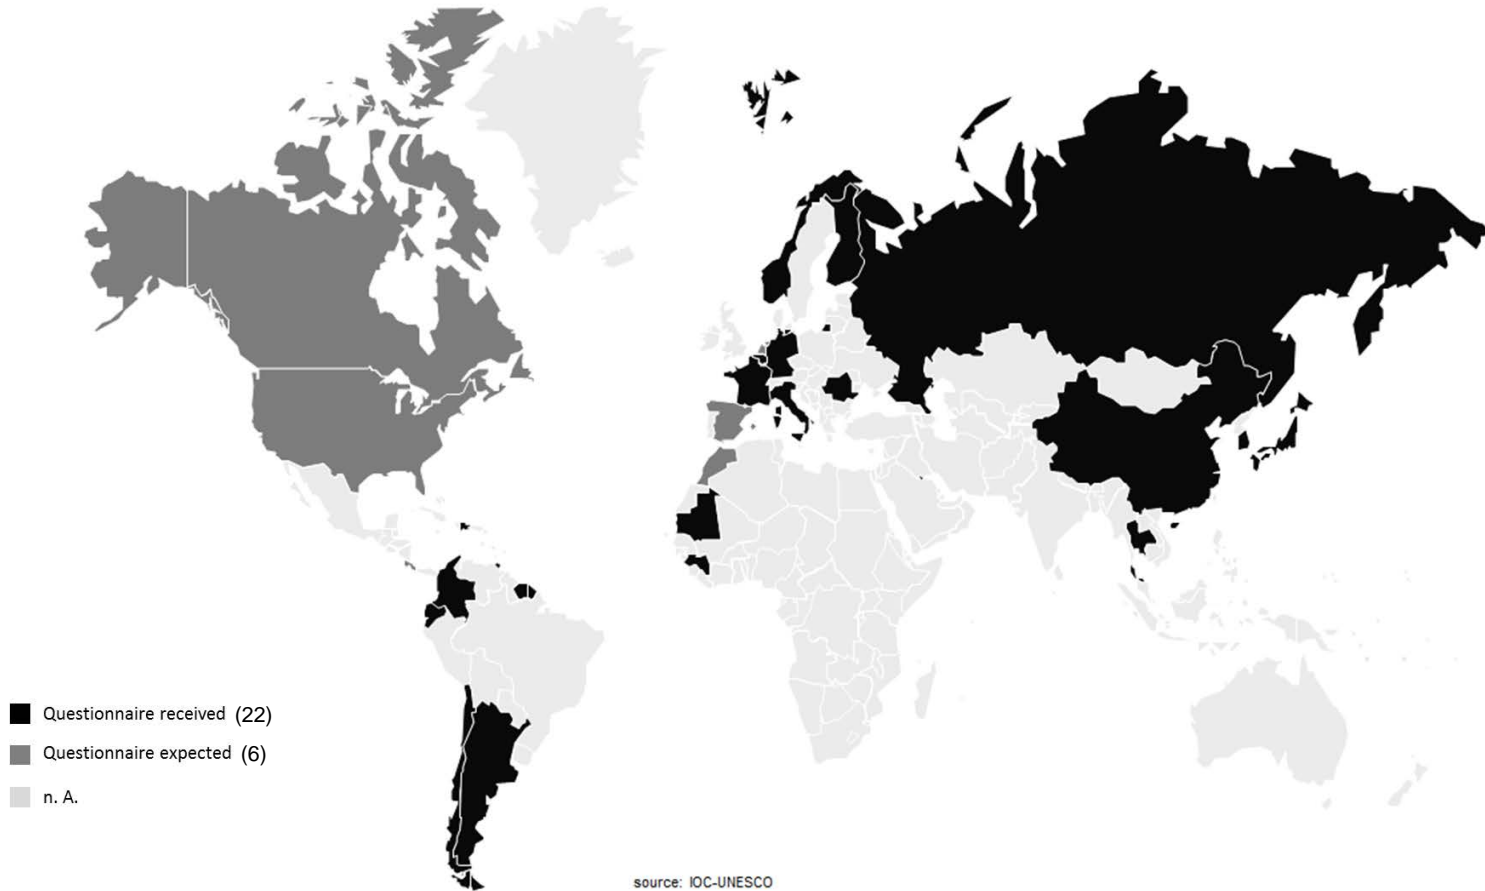 Questionnaire received (22)
Questionnaire expected (6)
n. A.
source: IOC-UNESCO